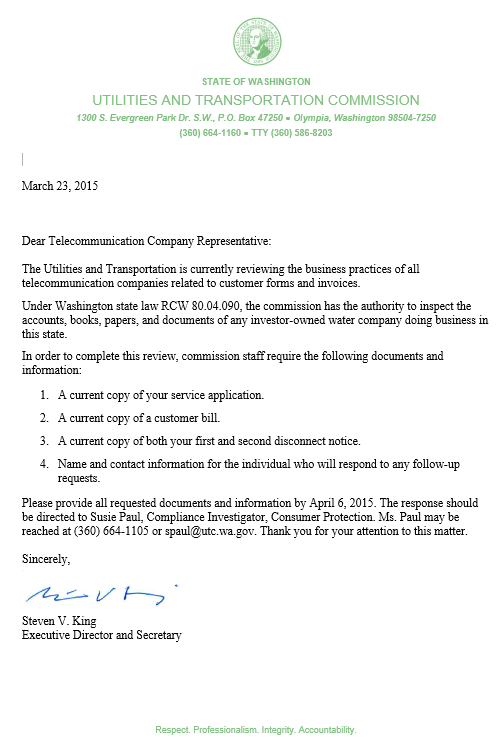 STATE OF WASHINGTON
UTILITIES AND TRANSPORTATION COMMISSION
1300 S. Evergreen Park Dr. S.W., P.O. Box 47250 ● Olympia, Washington 98504-7250
(360) 664-1160 ● TTY (360) 586-8203
March 23, 2015
Dear Telecommunication Company Representative:
The Utilities and Transportation is currently reviewing the business practices of all
telecommunication companies related to customer forms and invoices.
Under Washington state law RCW 80.04.090, the commission has the authority to inspect the
accounts, books, papers, and documents of any investor-owned water company doing business in
this state.
In order to complete this review, commission staff require the following documents and
information:
1. A current copy of your service application.
2. A current copy of a customer bill.
3. A current copy of both your first and second disconnect notice.
4. Name and contact information for the individual who will respond to any follow-up
requests.
Please provide all requested documents and information by April 6, 2015. The response should
be directed to Susie Paul, Compliance Investigator, Consumer Protection. Ms. Paul may be
reached at (360) 664-1105 or spaul@utc.wa.gov. Thank you for your attention to this matter.
Sincerely,
Steven V. King
Executive Director and Secretary
Respect. Professionalism. Integrity. Accountability.